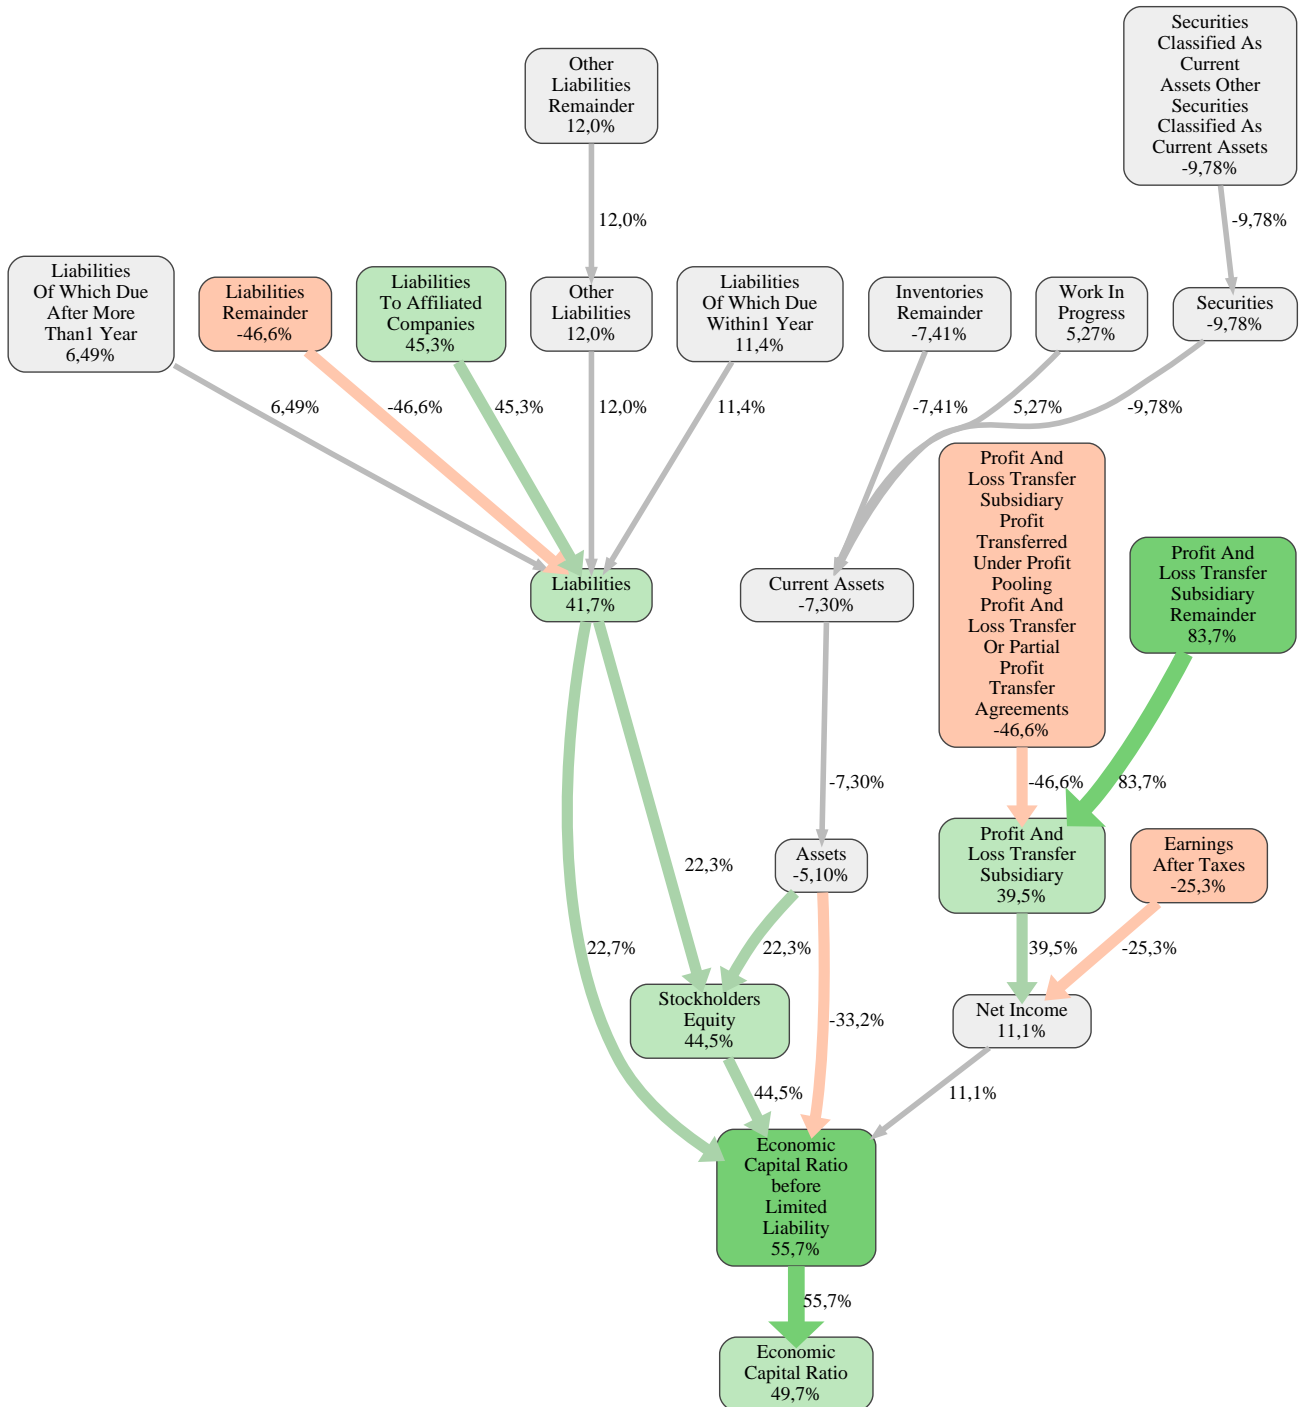 Securities
Classified As
Current
Assets Other
Securities
Classified As
Current Assets
-9,78%
Other
Liabilities
Remainder
12,0%
12,0%
-9,78%
Liabilities
Of Which Due
After More
Than1 Year
6,49%
Liabilities
Remainder
-46,6%
Liabilities
To Affiliated
Companies
45,3%
Other
Liabilities
12,0%
Liabilities
Of Which Due
Within1 Year
11,4%
Inventories
Remainder
-7,41%
Work In
Progress
5,27%
Securities
-9,78%
6,49%
-46,6%
45,3%
12,0%
11,4%
-7,41%
5,27%
-9,78%
Profit And
Loss Transfer
Subsidiary
Profit
Transferred
Under Profit
Pooling
Profit And
Loss Transfer
Or Partial
Profit
Transfer
Agreements
-46,6%
Profit And
Loss Transfer
Subsidiary
Remainder
83,7%
Liabilities
41,7%
Current Assets
-7,30%
-7,30%
-46,6%
83,7%
Assets
-5,10%
Profit And
Loss Transfer
Subsidiary
39,5%
Earnings
After Taxes
-25,3%
22,3%
22,7%
22,3%
39,5%
-25,3%
Stockholders
Equity
44,5%
-33,2%
Net Income
11,1%
44,5%
11,1%
Economic
Capital Ratio
before
Limited
Liability
55,7%
55,7%
Economic
Capital Ratio
49,7%